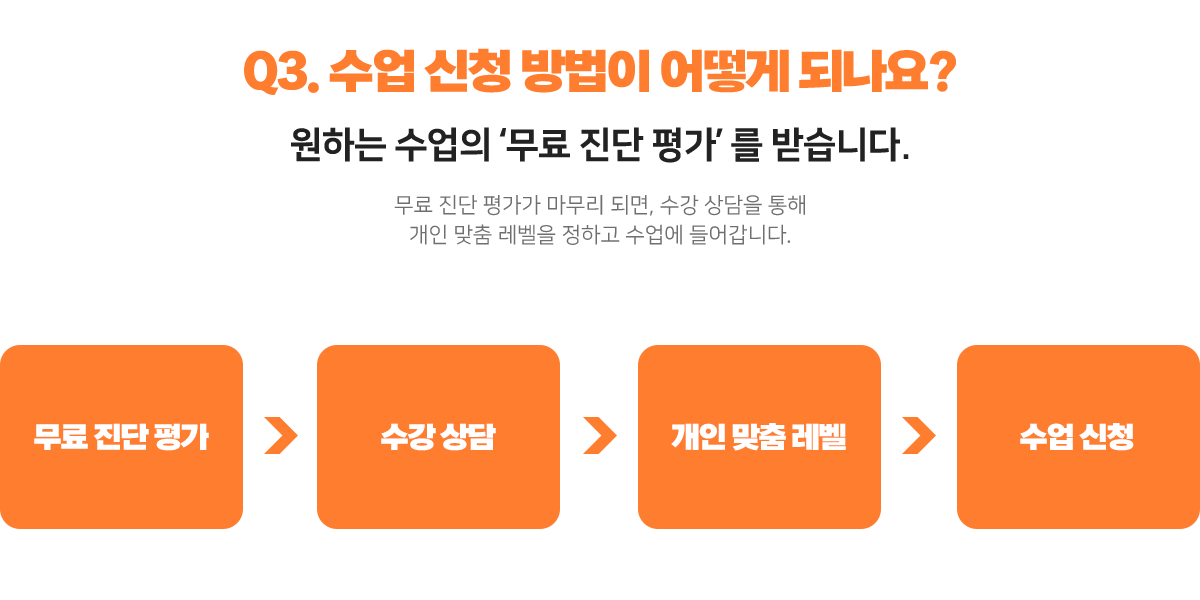 Q3. 수업 신청 방법이 어떻게 되나요?
원하는 수업의 ‘무료 진단 평가’ 를 받습니다.
무료 진단 평가가 마무리 되면, 수강 상담을 통해
개인 맞춤 레벨을 정하고 수업에 들어갑니다.
무료 진단 평가
수강 상담
개인 맞춤 레벨
수업 신청